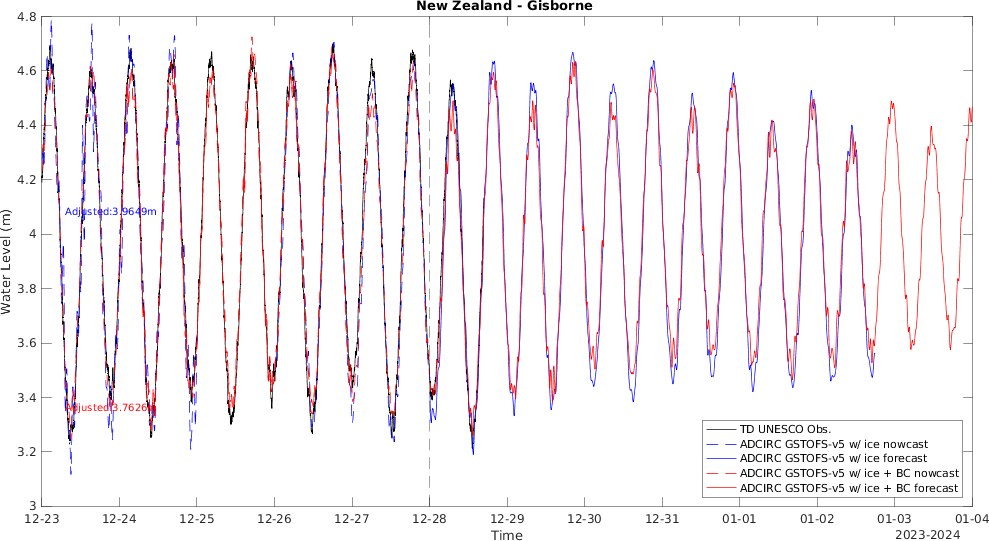 New Zealand - Gisborne
4.8
4.6
4.4
4.2
4
3.8
3.6
3.4
3.2
3
Water Level (m)
Adjusted:3.9649m
Adjusted:3.7626m
TD UNESCO Obs.
ADCIRC GSTOFS-v5 w/ ice nowcast
ADCIRC GSTOFS-v5 w/ ice forecast
ADCIRC GSTOFS-v5 w/ ice + BC nowcast
ADCIRC GSTOFS-v5 w/ ice + BC forecast
12-23 12-24 12-25 12-26 12-27 12-28 12-29 12-30 12-31 01-01 01-02 01-03 01-04
Time
2023-2024